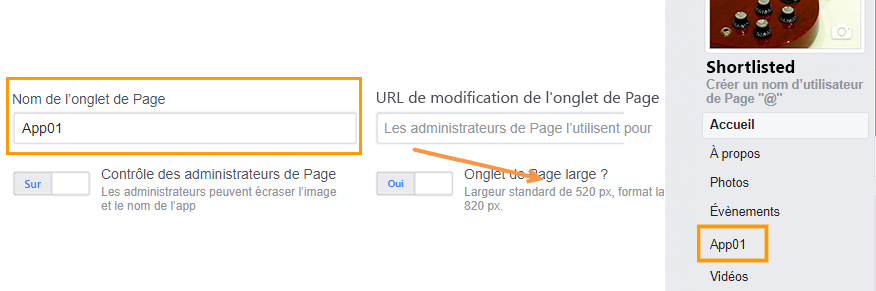 Nom de l'onglet de Page
App01
Sur
Contrôle des administrateurs de Page
Les administrateurs peuvent écraser l'image
et le nom de l'app
URL de modification de l'onglet de Page
Les administrateurs de Page l'utilisent pour
Oui
Onglet de Page large ?
Largeur standard de 520 px, format la
820 px.
Shortlisted
Créer un nom d'utilisateur
de Page "@"
Accueil
À propos
Photos
Évènements
App01
Vidéos